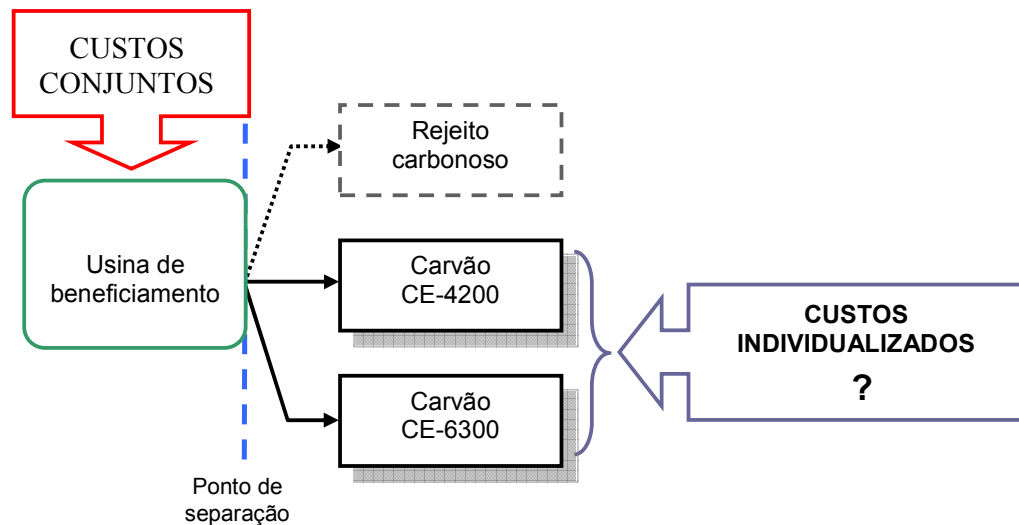 CUSTOS
CONJUNTOS
Rejeito
carbonoso
Usina de
beneficiamento
Carvão
CE-4200
Carvão
CE-6300
CUSTOS
INDIVIDUALIZADOS
?
Ponto de
separação